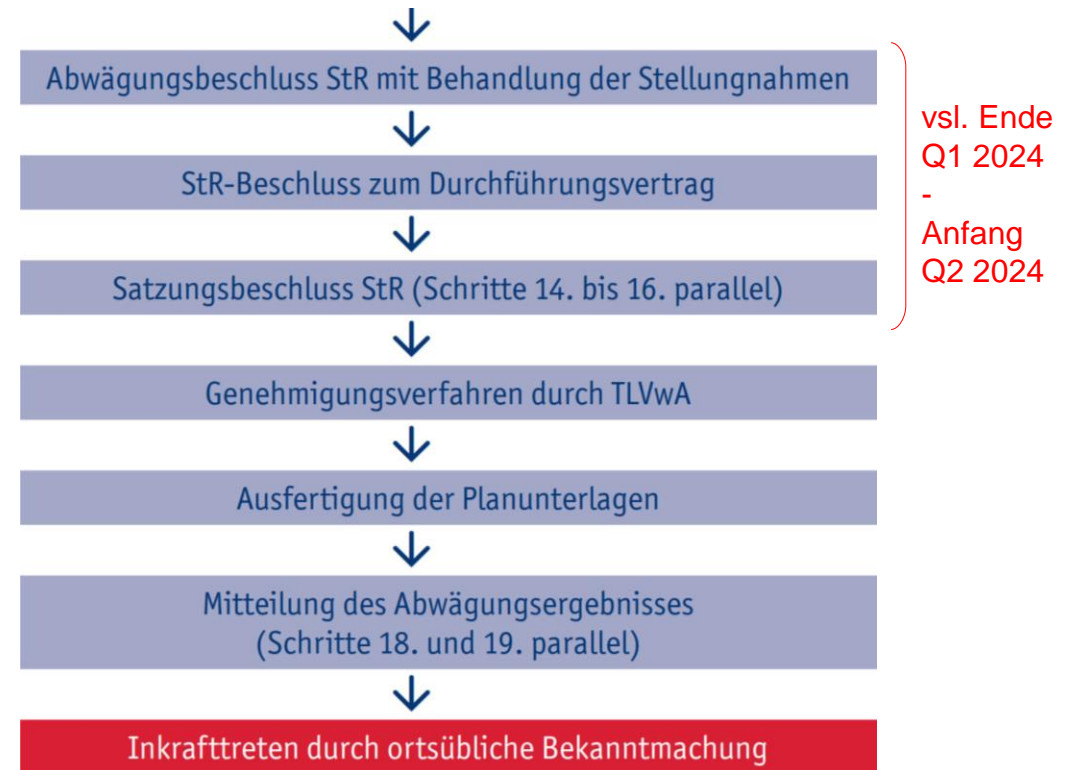 Abwägungsbeschluss StR mit Behandlung der Stellungnahmen
StR-Beschluss zum Durchführungsvertrag
Satzungsbeschluss StR (Schritte 14. bis 16. parallel)
vsl. Ende
Q1 2024
-
Anfang
Q2 2024
Genehmigungsverfahren durch TLVwA
Ausfertigung der Planunterlagen
Mitteilung des Abwägungsergebnisses
(Schritte 18. und 19. parallel)
Inkrafttreten durch ortsübliche Bekanntmachung